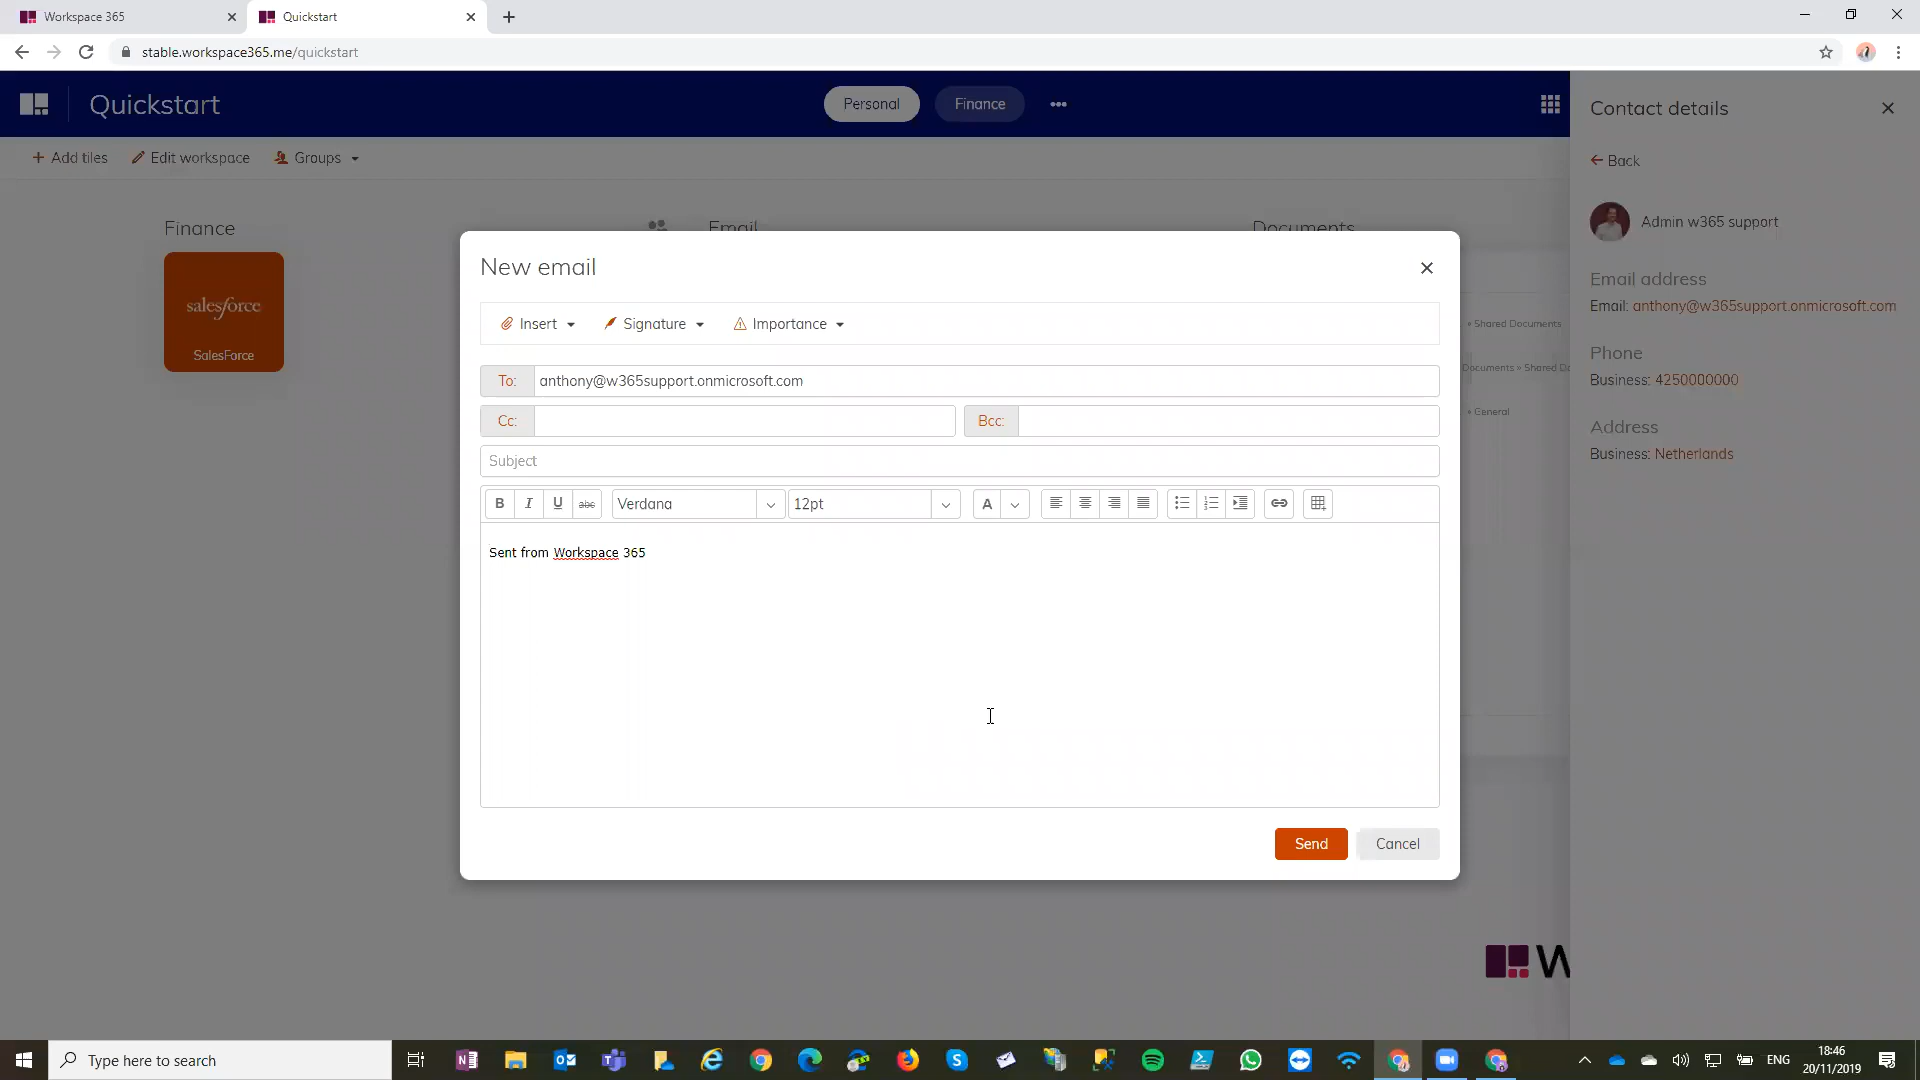 Workspace 365
Quickstart
stable.workspace365.me/quickstart
Quickstart
Personal
Finance
Contact details
Add tiles
Edit workspace
Groups
Back
Finance
Email
Documents
Admin w365 support
New email
salesforce
SalesForce
Insert
Signature
Importance
» Shared Documents
Email address
Email: anthony@w365support.onmicrosoft.com
Phone
Business: 4250000000
To:
anthony@w365support.onmicrosoft.com
Documents » Shared Do
Cc:
Bcc:
» General
Address
Business: Netherlands
Subject
B
I
U
abc
Verdana
12pt
A
Sent from Workspace 365
Send
Cancel
W
Type here to search
ENG
18:46
20/11/2019